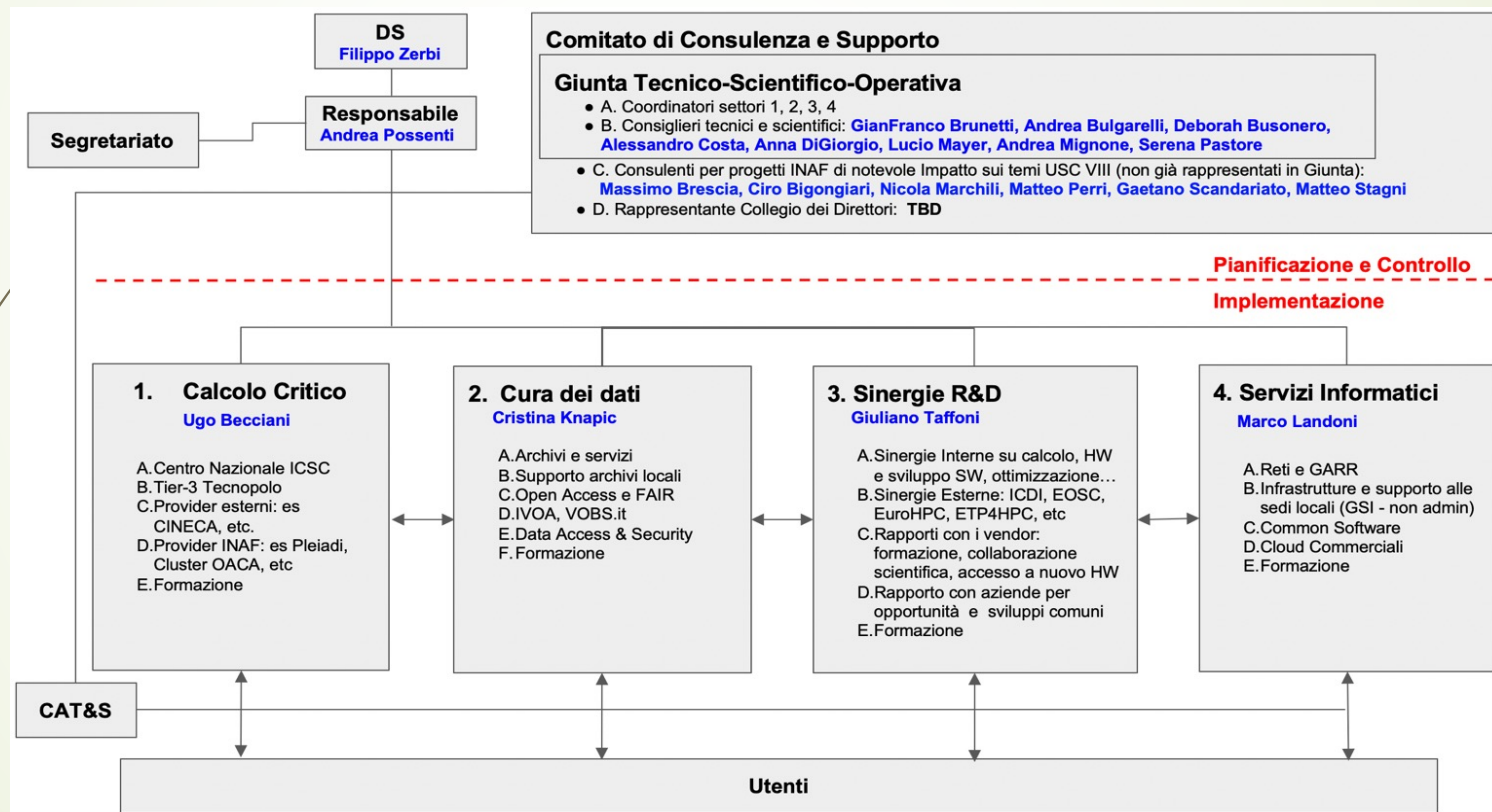 DS
Filippo Zerbi
Segretariato
Responsabile
Andrea Possenti
Comitato di Consulenza e Supporto
Giunta Tecnico-Scientifico-Operativa
● A. Coordinatori settori 1, 2, 3, 4
● B. Consiglieri tecnici e scientifici: GianFranco Brunetti, Andrea Bulgarelli, Deborah Busonero,
Alessandro Costa, Anna DiGiorgio, Lucio Mayer, Andrea Mignone, Serena Pastore
● C. Consulenti per progetti INAF di notevole Impatto sui temi USC VIII (non già rappresentati in Giunta):
Massimo Brescia, Ciro Bigongiari, Nicola Marchili, Matteo Perri, Gaetano Scandariato, Matteo Stagni
● D. Rappresentante Collegio dei Direttori: TBD
Pianificazione e Controllo
Implementazione
1. Calcolo Critico
Ugo Becciani
A.Centro Nazionale ICSC
B.Tier-3 Tecnopolo
C.Provider esterni: es
CINECA, etc.
D.Provider INAF: es Pleiadi,
Cluster OACA, etc
E.Formazione
2. Cura dei dati
Cristina Knapic
A.Archivi e servizi
B.Supporto archivi locali
C.Open Access e FAIR
D.IVOA, VOBS.it
E.Data Access & Security
F.Formazione
3. Sinergie R&D
Giuliano Taffoni
A.Sinergie Interne su calcolo, HW
e sviluppo SW, ottimizzazione…
B.Sinergie Esterne: ICDI, EOSC,
EuroHPC, ETP4HPC, etc
C.Rapporti con i vendor:
formazione, collaborazione
scientifica, accesso a nuovo HW
D.Rapporto con aziende per
opportunità e sviluppi comuni
E.Formazione
4. Servizi Informatici
Marco Landoni
A.Reti e GARR
B.Infrastrutture e supporto alle
sedi locali (GSI - non admin)
C.Common Software
D.Cloud Commerciali
E.Formazione
CAT&S
Utenti